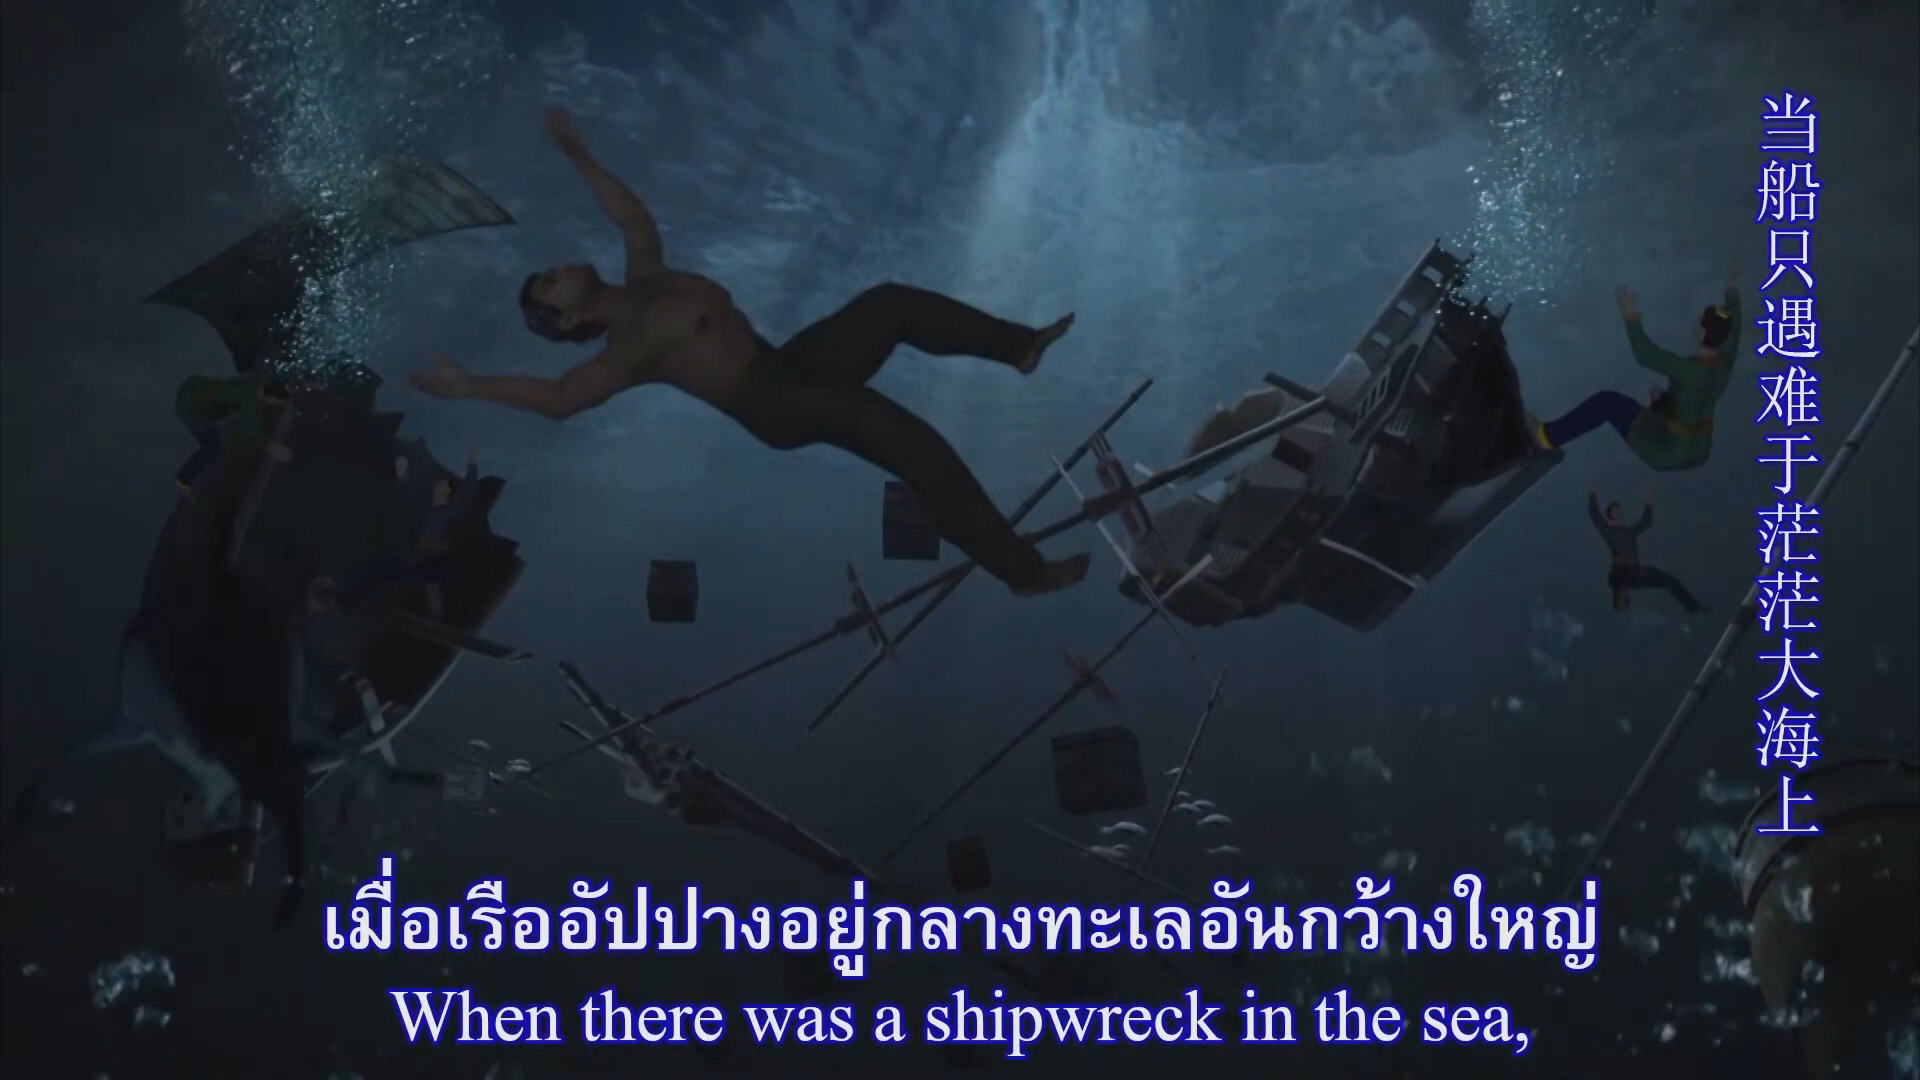 当船只遇难于茫茫大海上
เมื่อเรืออัปปางอยู่กลางทะเลอันกว้างใหญ่
When there was a shipwreck in the sea,